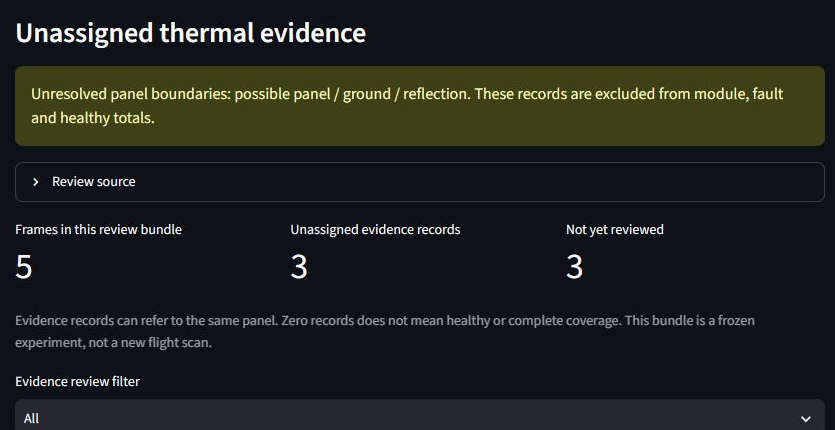 Unassigned thermal evidence
Unresolved panel boundaries: possible panel / ground / reflection. These records are excluded from module, fault
and healthy totals.
Review source
Frames in this review bundle
Unassigned evidence records
Not yet reviewed
5
3
3
Evidence records can refer to the same panel. Zero records does not mean healthy or complete coverage. This bundle is a frozen
experiment, not a new flight scan.
Evidence review filter
All